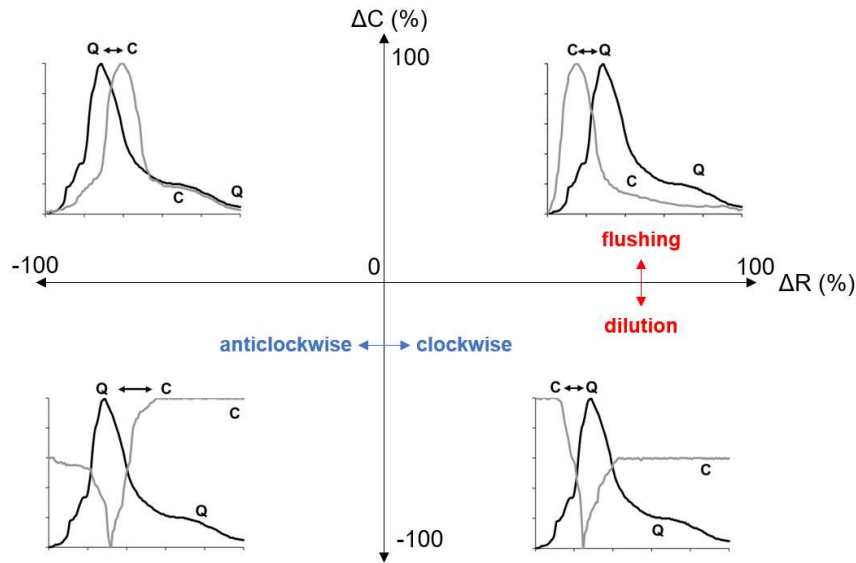 ΔC (%)
Q C
C Q
100
C
Q
Q
C
flushing
-100
0
100
ΔR (%)
dilution
anticlockwise
clockwise
Q C
C Q
C
C
Q
Q
-100